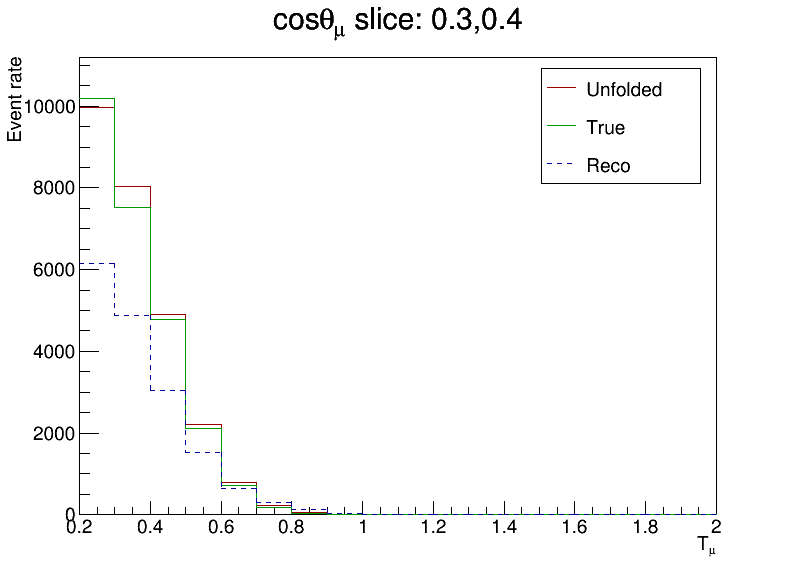 cosθμ slice: 0.3,0.4
Event rate
Unfolded
True
Reco
10000
8000
6000
4000
2000
0
0.2 0.4 0.6 0.8 1 1.2 1.4 1.6 1.8 2
Tμ